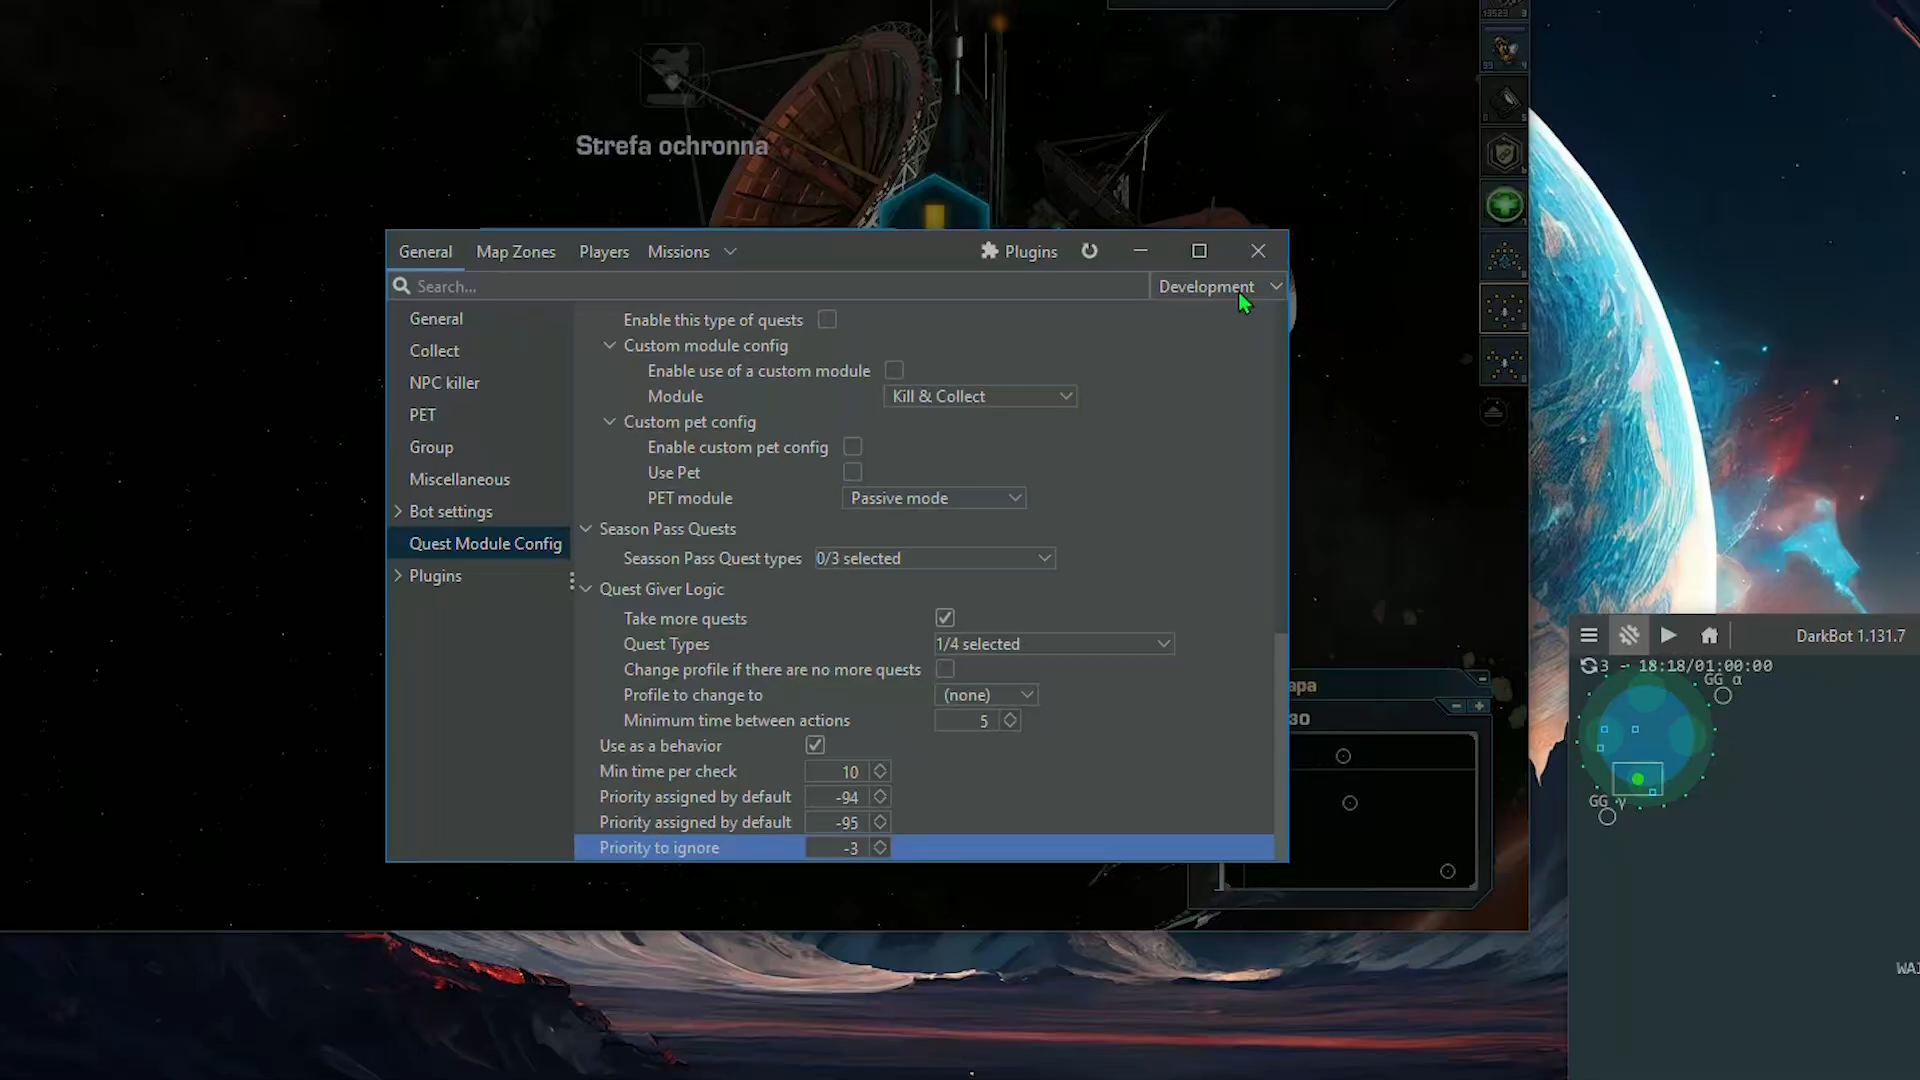 13523 9
Strefa ochronna
General Map Zones Players Missions Plugins
Search... Development
General
Collect
NPC killer
PET
Group
Miscellaneous
Bot settings
Quest Module Config
Plugins
Enable this type of quests
Custom module config
Enable use of a custom module
Module Kill & Collect
Custom pet config
Enable custom pet config
Use Pet
PET module Passive mode
Season Pass Quests
Seasson Pass Quest types 0/3 selected
Quest Giver Logic
Take more quests
Quest Types 1/4 selected
Change profile if there are no more quests
Profile to change to (none)
Minimum time between actions 5
Use as a behavior
Min time per check 10
Priority assigned by default -94
Priority assigned by default -95
Priority to ignore -3
apa
30
DarkBot 1.131.7
3 - 18:18/01:00:00
GG α
GG γ
WAI